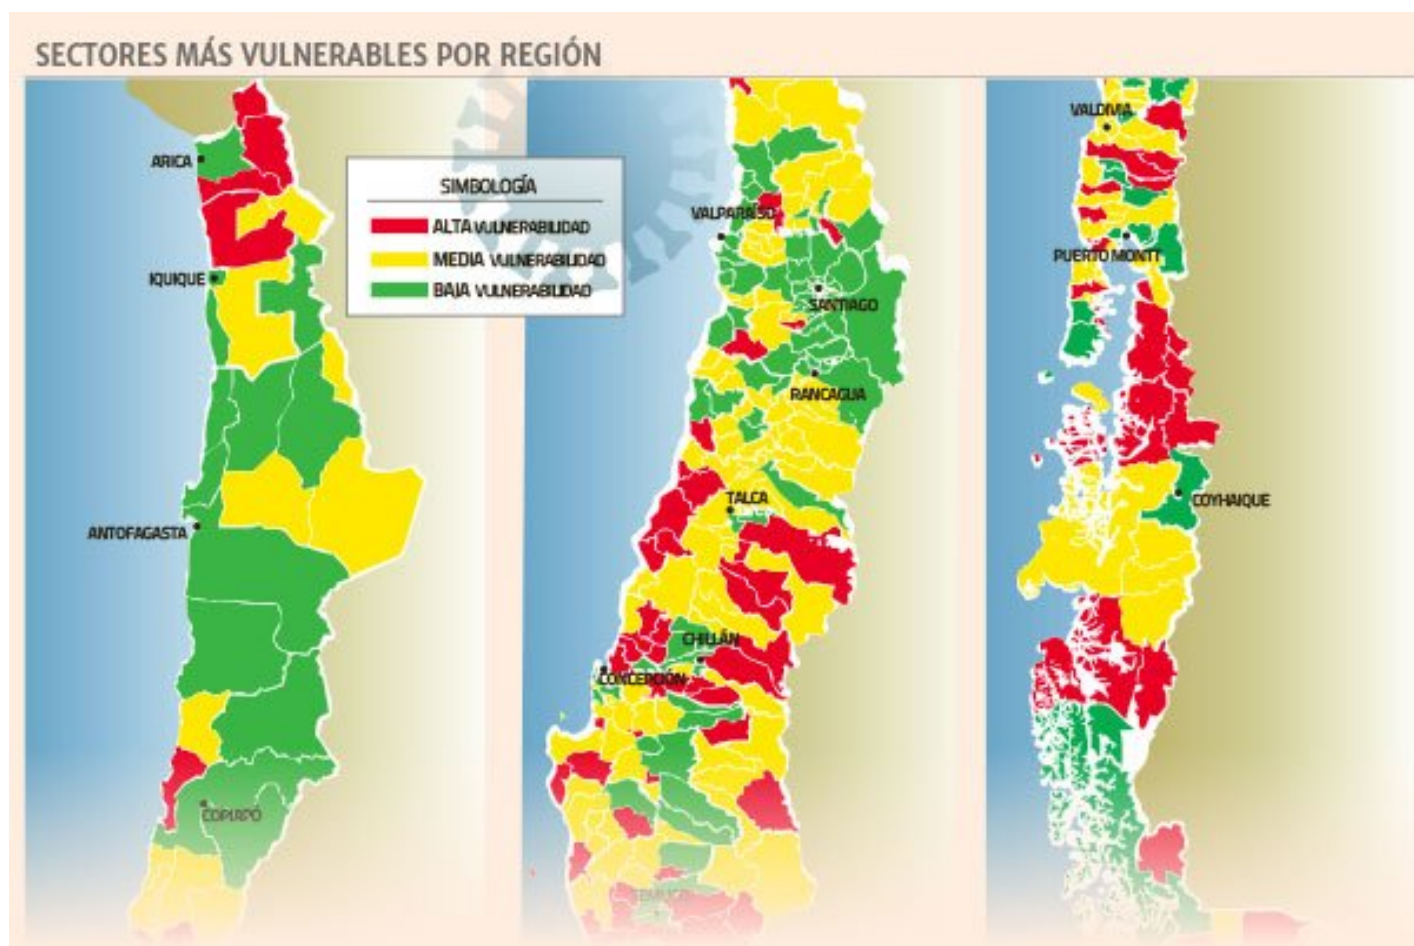 SECTORES MÁS VULNERABLES POR REGIÓN
ARICA
IQUIQUE
ANTOFAGASTA
COPIAPÓ
SIMBOLOGÍA
ALTA VULNERABILIDAD
MEDIA VULNERABILIDAD
BAJA VULNERABILIDAD
VALPARAÍSO
SANTIAGO
RANCAGUA
TALCA
CHILLÁN
CONCEPCIÓN
TEMUCO
VALDIVIA
PUERTO MONTT
COYHAIQUE